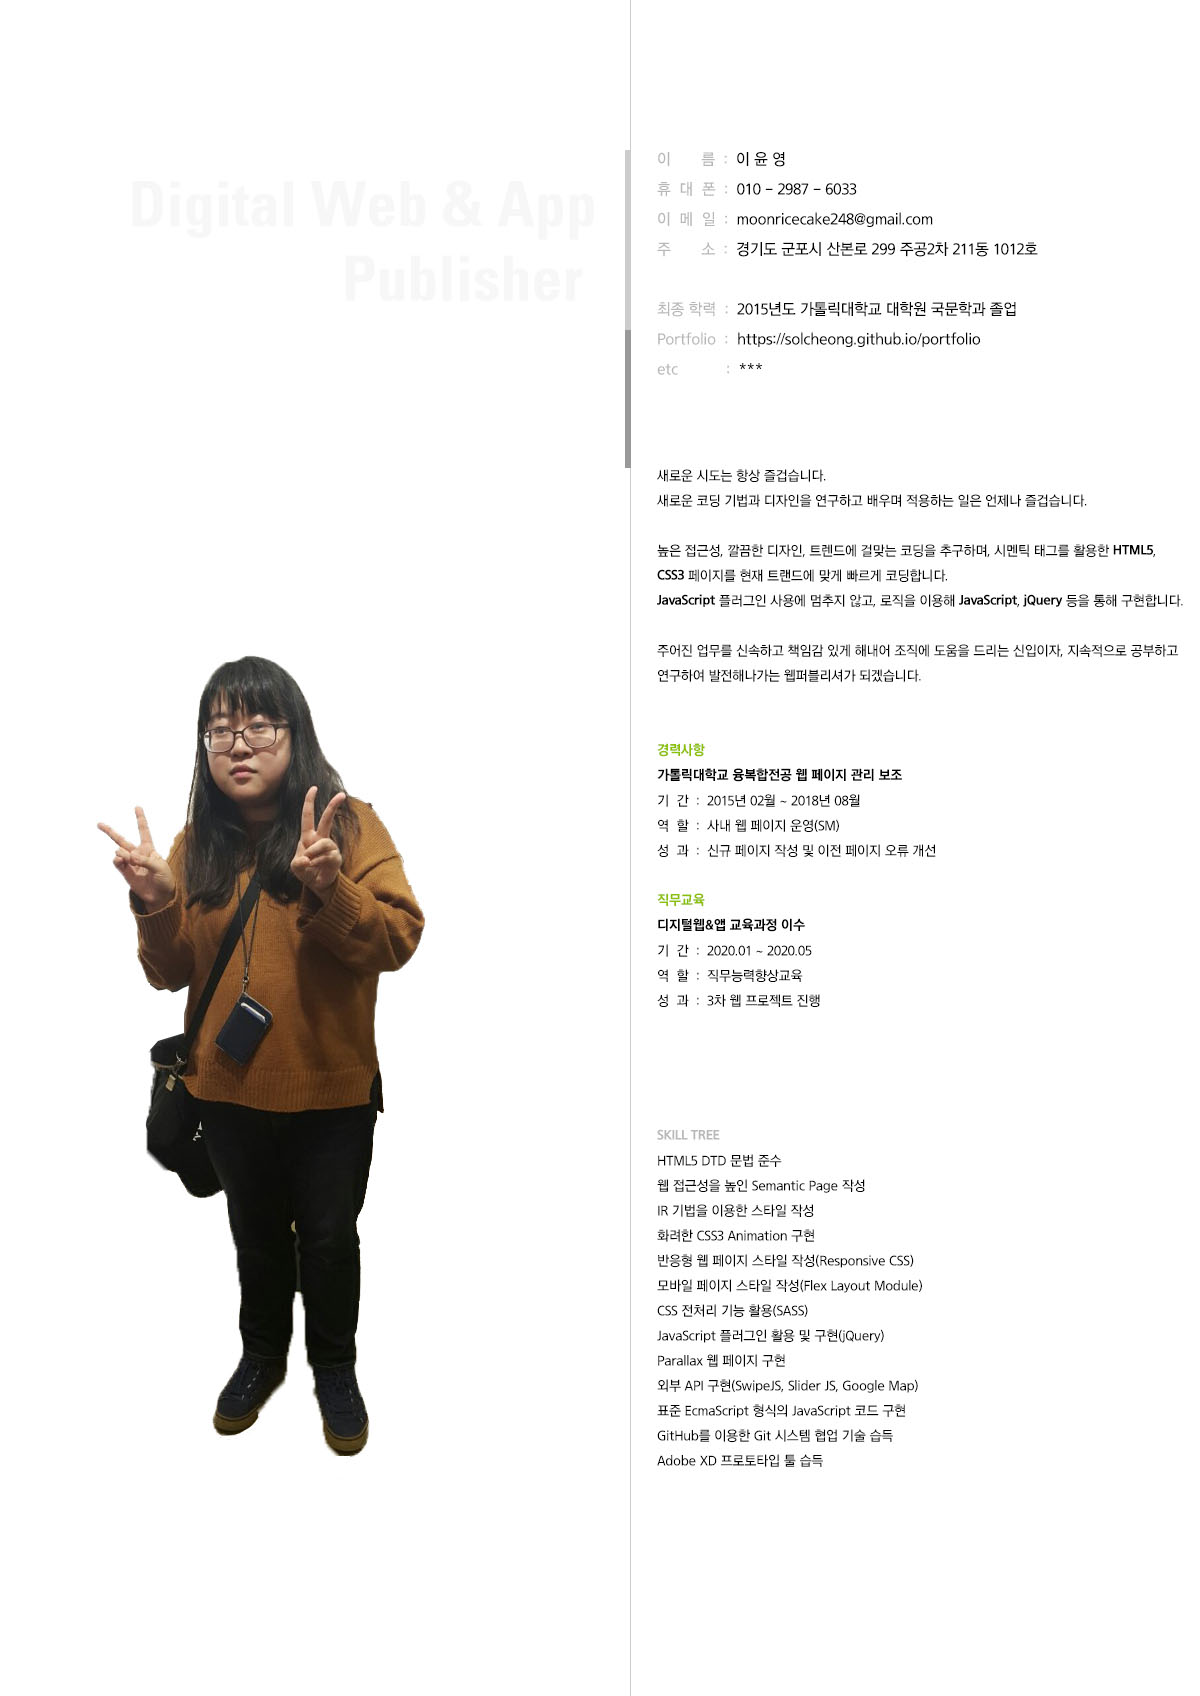 Digital Web & App
Publisher
이 름 : 이 윤 영
휴 대 폰 : 010 - 2987 - 6033
이 메 일 : moonricecake248@gmail.com
주 소 : 경기도 군포시 산본로 299 주공2차 211동 1012호
최종 학력 : 2015년도 가톨릭대학교 대학원 국문학과 졸업
Portfolio : https://solcheong.github.io/portfolio
etc : ***
새로운 시도는 항상 즐겁습니다.
새로운 코딩 기법과 디자인을 연구하고 배우며 적용하는 일은 언제나 즐겁습니다.
높은 접근성, 깔끔한 디자인, 트렌드에 걸맞는 코딩을 추구하며, 시멘틱 태그를 활용한 HTML5,
CSS3 페이지를 현재 트랜드에 맞게 빠르게 코딩합니다.
JavaScript 플러그인 사용에 멈추지 않고, 로직을 이용해 JavaScript, jQuery 등을 통해 구현합니다.
주어진 업무를 신속하고 책임감 있게 해내어 조직에 도움을 드리는 신입이자, 지속적으로 공부하고
연구하여 발전해나가는 웹퍼블리셔가 되겠습니다.
경력사항
가톨릭대학교 융복합전공 웹 페이지 관리 보조
기 간 : 2015년 02월 ~ 2018년 08월
역 할 : 사내 웹 페이지 운영(SM)
성 과 : 신규 페이지 작성 및 이전 페이지 오류 개선
직무교육
디지털웹&앱 교육과정 이수
기 간 : 2020.01 ~ 2020.05
역 할 : 직무능력향상교육
성 과 : 3차 웹 프로젝트 진행
SKILL TREE
HTML5 DTD 문법 준수
웹 접근성을 높인 Semantic Page 작성
IR 기법을 이용한 스타일 작성
화려한 CSS3 Animation 구현
반응형 웹 페이지 스타일 작성(Responsive CSS)
모바일 페이지 스타일 작성(Flex Layout Module)
CSS 전처리 기능 활용(SASS)
JavaScript 플러그인 활용 및 구현(jQuery)
Parallax 웹 페이지 구현
외부 API 구현(SwipeJS, Slider JS, Google Map)
표준 EcmaScript 형식의 JavaScript 코드 구현
GitHub를 이용한 Git 시스템 협업 기술 습득
Adobe XD 프로토타입 툴 습득